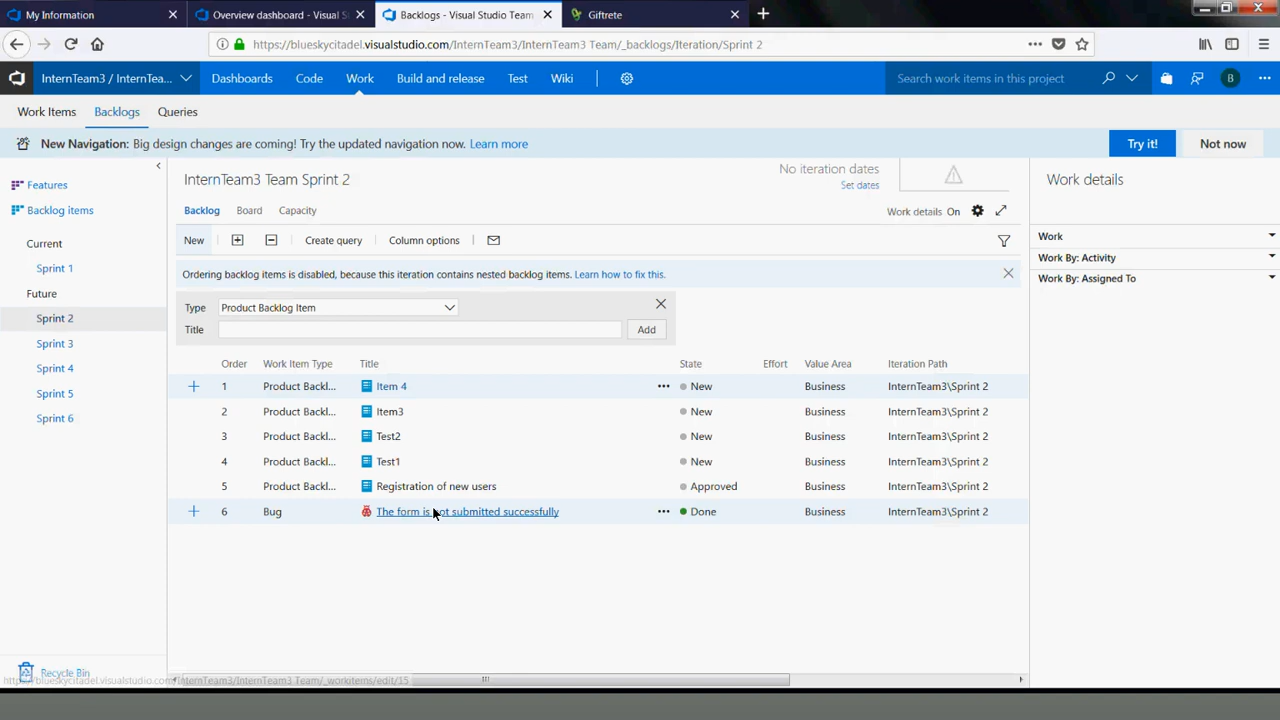 My Information
Overview dashboard - Visual S
Backlogs - Visual Studio Team
Giftrete
https://blueskycitadel.visualstudio.com/InternTeam3/InternTeam3 Team/_backlogs/Iteration/Sprint 2
InternTeam3 / InternTea...
Dashboards
Code
Work
Build and release
Test
Wiki
Search work items in this project
B
Work Items
Backlogs
Queries
New Navigation: Big design changes are coming! Try the updated navigation now. Learn more
Try it!
Not now
Features
Backlog items
Current
Sprint 1
Future
Sprint 2
Sprint 3
Sprint 4
Sprint 5
Sprint 6
Recycle Bin
InternTeam3 Team Sprint 2
No iteration dates
Set dates
Backlog
Board
Capacity
Work details On
New
Create query
Column options
Ordering backlog items is disabled, because this iteration contains nested backlog items. Learn how to fix this.
Type
Product Backlog Item
Title
Add
Order Work Item Type Title State Effort Value Area Iteration Path
1 Product Backl... Item 4 ... New Business InternTeam3\Sprint 2
2 Product Backl... Item3 New Business InternTeam3\Sprint 2
3 Product Backl... Test2 New Business InternTeam3\Sprint 2
4 Product Backl... Test1 New Business InternTeam3\Sprint 2
5 Product Backl... Registration of new users Approved Business InternTeam3\Sprint 2
6 Bug The form is not submitted successfully ... Done Business InternTeam3\Sprint 2
Work details
Work
Work By: Activity
Work By: Assigned To
https://blueskycitadel.visualstudio.com/InternTeam3/InternTeam3 Team/_workitems/edit/15